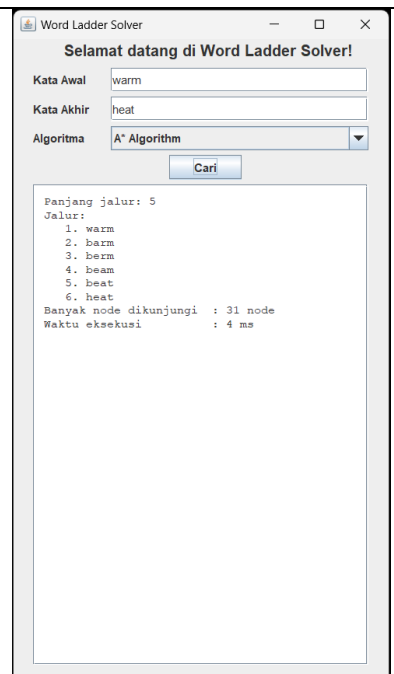 Word Ladder Solver
Selamat datang di Word Ladder Solver!
Kata Awal warm
Kata Akhir heat
Algoritma A* Algorithm
Cari
Panjang jalur: 5
Jalur:
1. warm
2. barm
3. berm
4. beam
5. beat
6. heat
Banyak node dikunjungi : 31 node
Waktu eksekusi : 4 ms